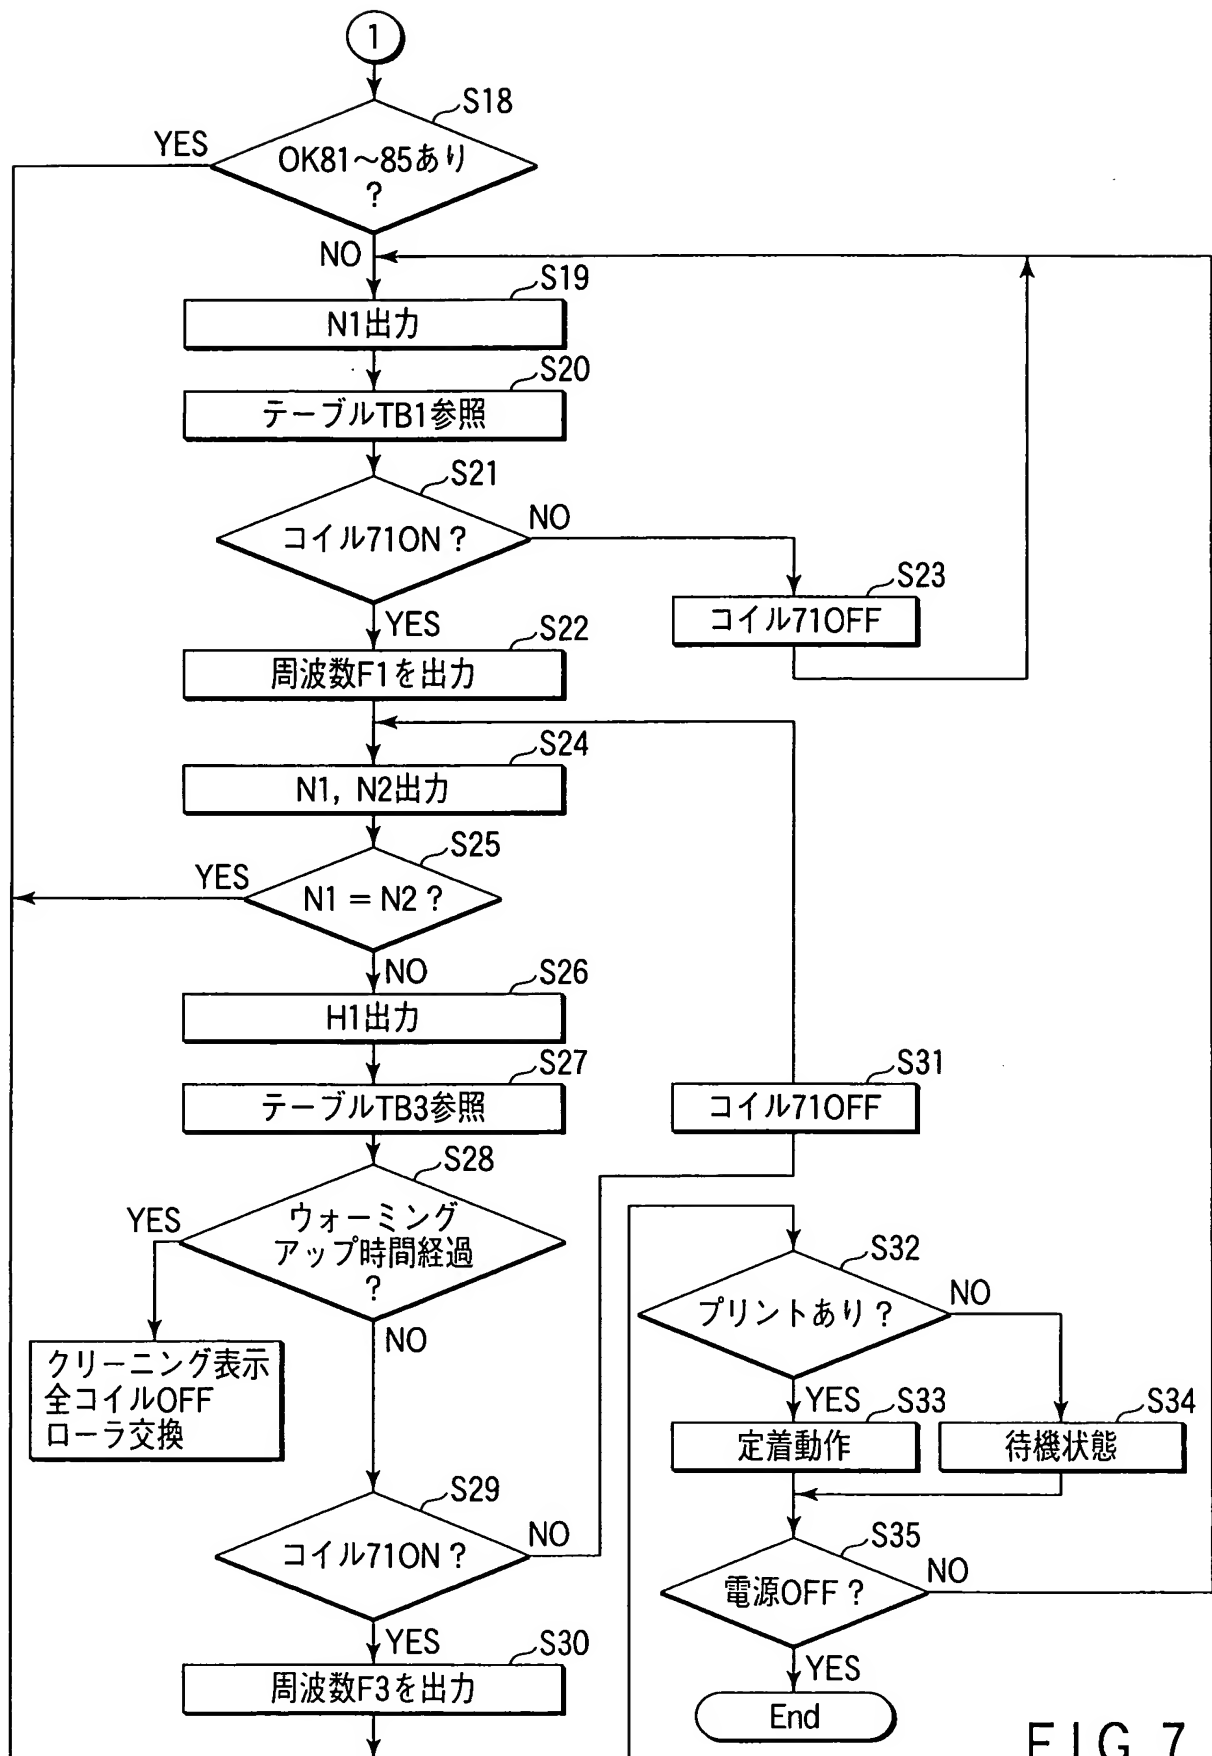 1
S18
YES
OK81～85あり
?
NO
S19
N1出力
S20
テーブルTB1参照
S21
コイル71ON?
NO
S23
コイル71OFF
YES
S22
周波数F1を出力
S24
N1, N2出力
S25
YES
N1 = N2?
NO
S26
H1出力
S27
テーブルTB3参照
S31
コイル71OFF
S28
YES
ウォーミング
アップ時間経過
?
NO
クリーニング表示
全コイルOFF
ローラ交換
S29
コイル71ON?
NO
YES
S30
周波数F3を出力
S32
プリントあり?
NO
YES
S33
定着動作
S34
待機状態
S35
電源OFF?
NO
YES
End
FIG. 7